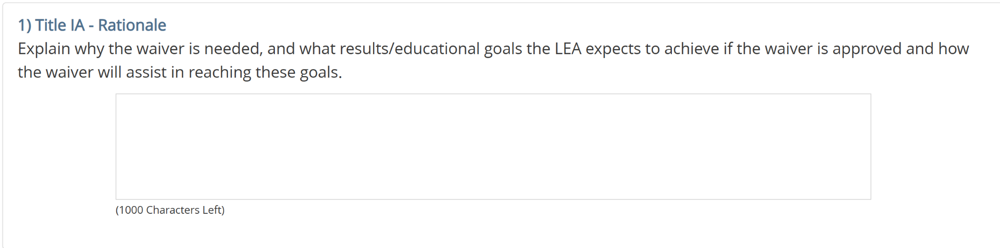 1) Title IA - Rationale
Explain why the waiver is needed, and what results/educational goals the LEA expects to achieve if the waiver is approved and how
the waiver will assist in reaching these goals.
(1000 Characters Left)